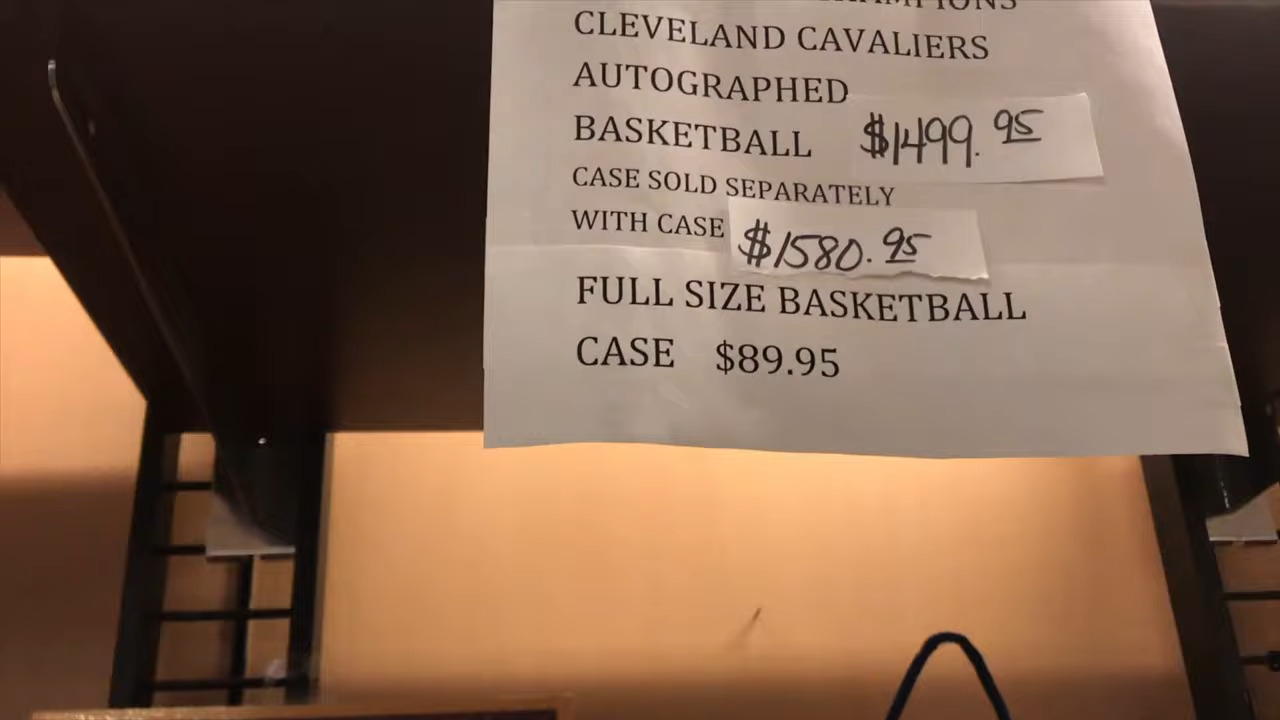 CHAMPIONS
CLEVELAND CAVALIERS
AUTOGRAPHED
BASKETBALL $1499.95
CASE SOLD SEPARATELY
WITH CASE $1580.95
FULL SIZE BASKETBALL
CASE $89.95